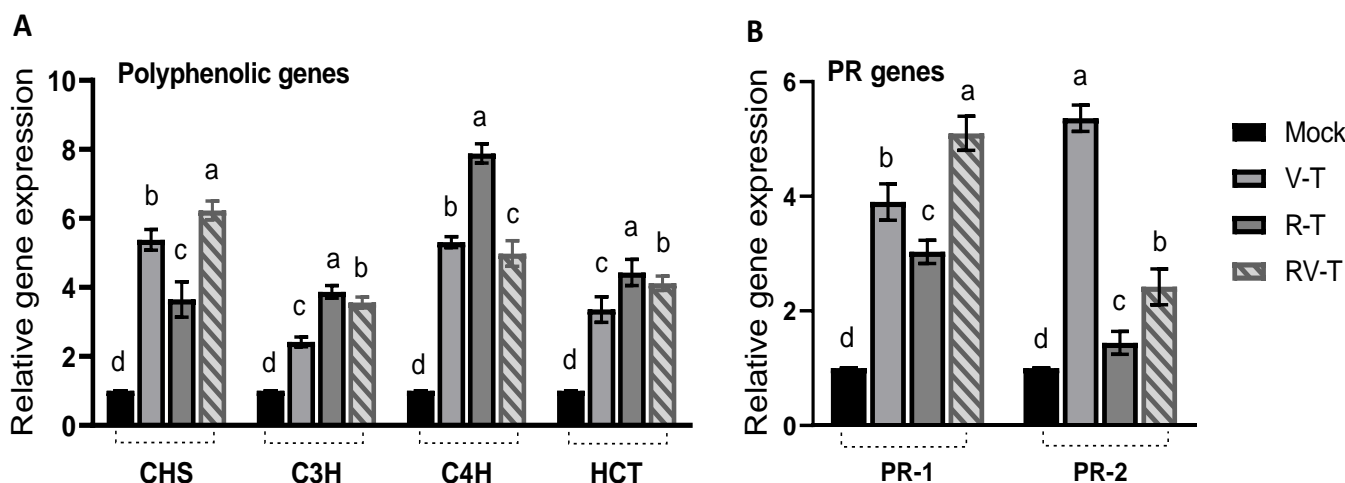 A
Polyphenolic genes
Relative gene expression
10
8
6
4
2
0
d b c a
d c a b
d b a c
d c a b
CHS C3H C4H HCT
B
PR genes
Relative gene expression
6
4
2
0
d b c a
d a c b
PR-1 PR-2
Mock
V-T
R-T
RV-T